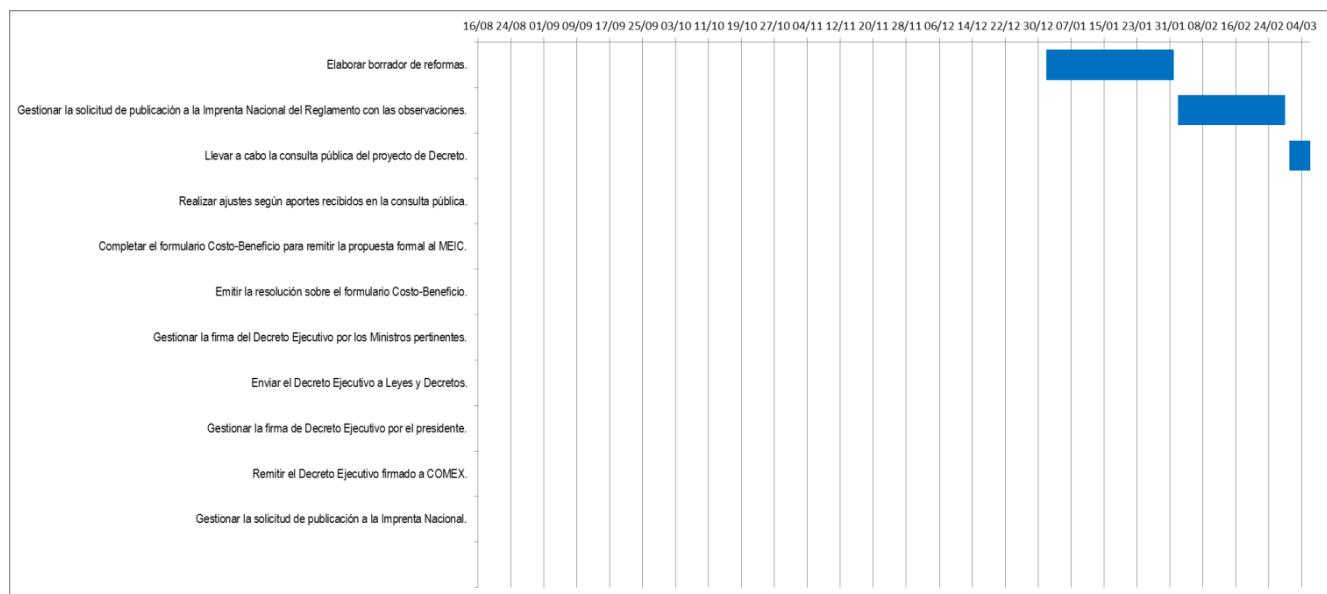 16/08 24/08 01/09 09/09 17/09 25/09 03/10 11/10 19/10 27/10 04/11 12/11 20/11 28/11 06/12 14/12 22/12 30/12 07/01 15/01 23/01 31/01 08/02 16/02 24/02 04/03
Elaborar borrador de reformas.
Gestionar la solicitud de publicación a la Imprenta Nacional del Reglamento con las observaciones.
Llevar a cabo la consulta pública del proyecto de Decreto.
Realizar ajustes según aportes recibidos en la consulta pública.
Completar el formulario Costo-Beneficio para remitir la propuesta formal al MEIC.
Emitir la resolución sobre el formulario Costo-Beneficio.
Gestionar la firma del Decreto Ejecutivo por los Ministros pertinentes.
Enviar el Decreto Ejecutivo a Leyes y Decretos.
Gestionar la firma de Decreto Ejecutivo por el presidente.
Remitir el Decreto Ejecutivo firmado a COMEX.
Gestionar la solicitud de publicación a la Imprenta Nacional.